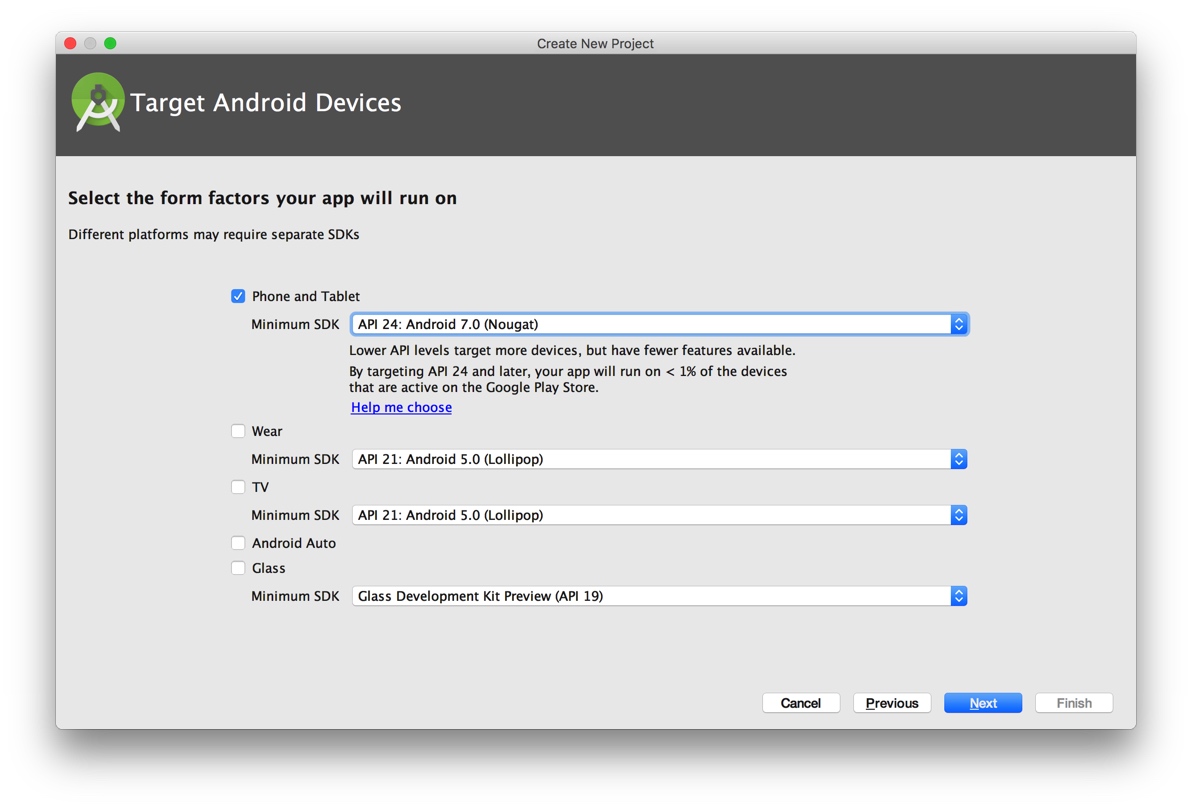 Create New Project
Target Android Devices
Select the form factors your app will run on
Different platforms may require separate SDKs
Phone and Tablet
Minimum SDK API 24: Android 7.0 (Nougat)
Lower API levels target more devices, but have fewer features available.
By targeting API 24 and later, your app will run on < 1% of the devices
that are active on the Google Play Store.
Help me choose
Wear
Minimum SDK API 21: Android 5.0 (Lollipop)
TV
Minimum SDK API 21: Android 5.0 (Lollipop)
Android Auto
Glass
Minimum SDK Glass Development Kit Preview (API 19)
Cancel Previous Next Finish